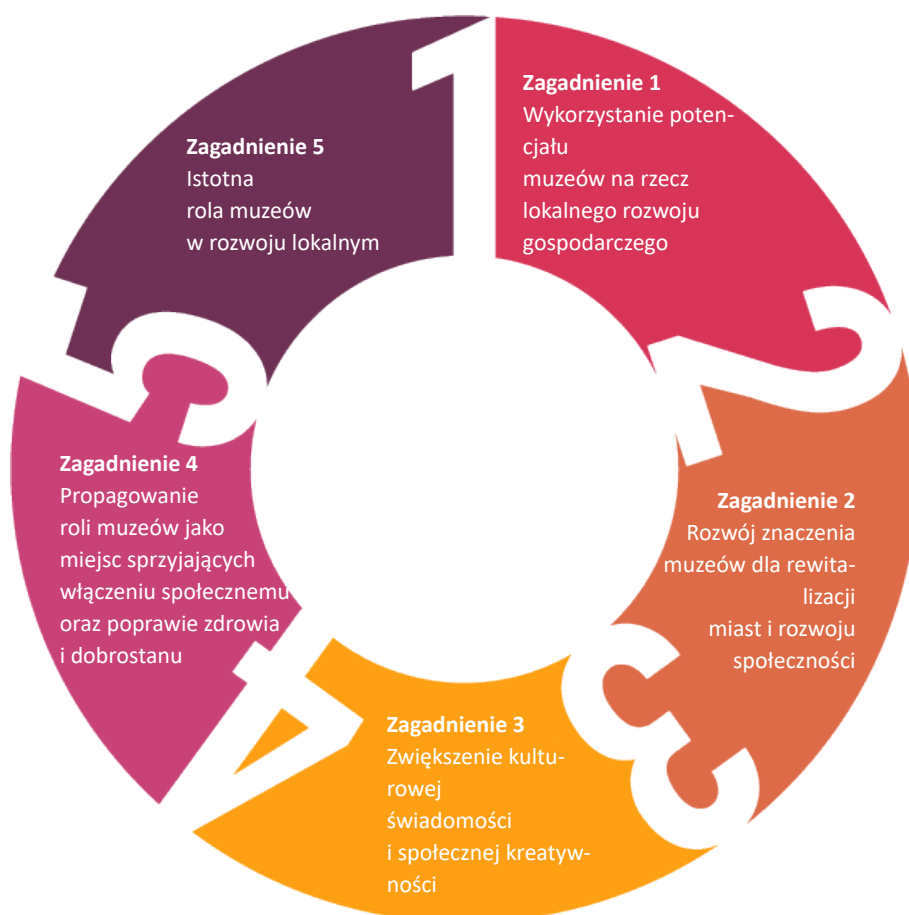 1
Zagadnienie 1
Wykorzystanie poten-
cjału
muzeów na rzecz
lokalnego rozwoju
gospodarczego
2
Zagadnienie 2
Rozwój znaczenia
muzeów dla rewita-
lizacji
miast i rozwoju
społeczności
3
Zagadnienie 3
Zwiększenie kultu-
rowej
świadomości
i społecznej kreatyw-
ności
4
Zagadnienie 4
Propagowanie
roli muzeów jako
miejsc sprzyjających
włączeniu społecznemu
oraz poprawie zdrowia
i dobrostanu
5
Zagadnienie 5
Istotna
rola muzeów
w rozwoju lokalnym